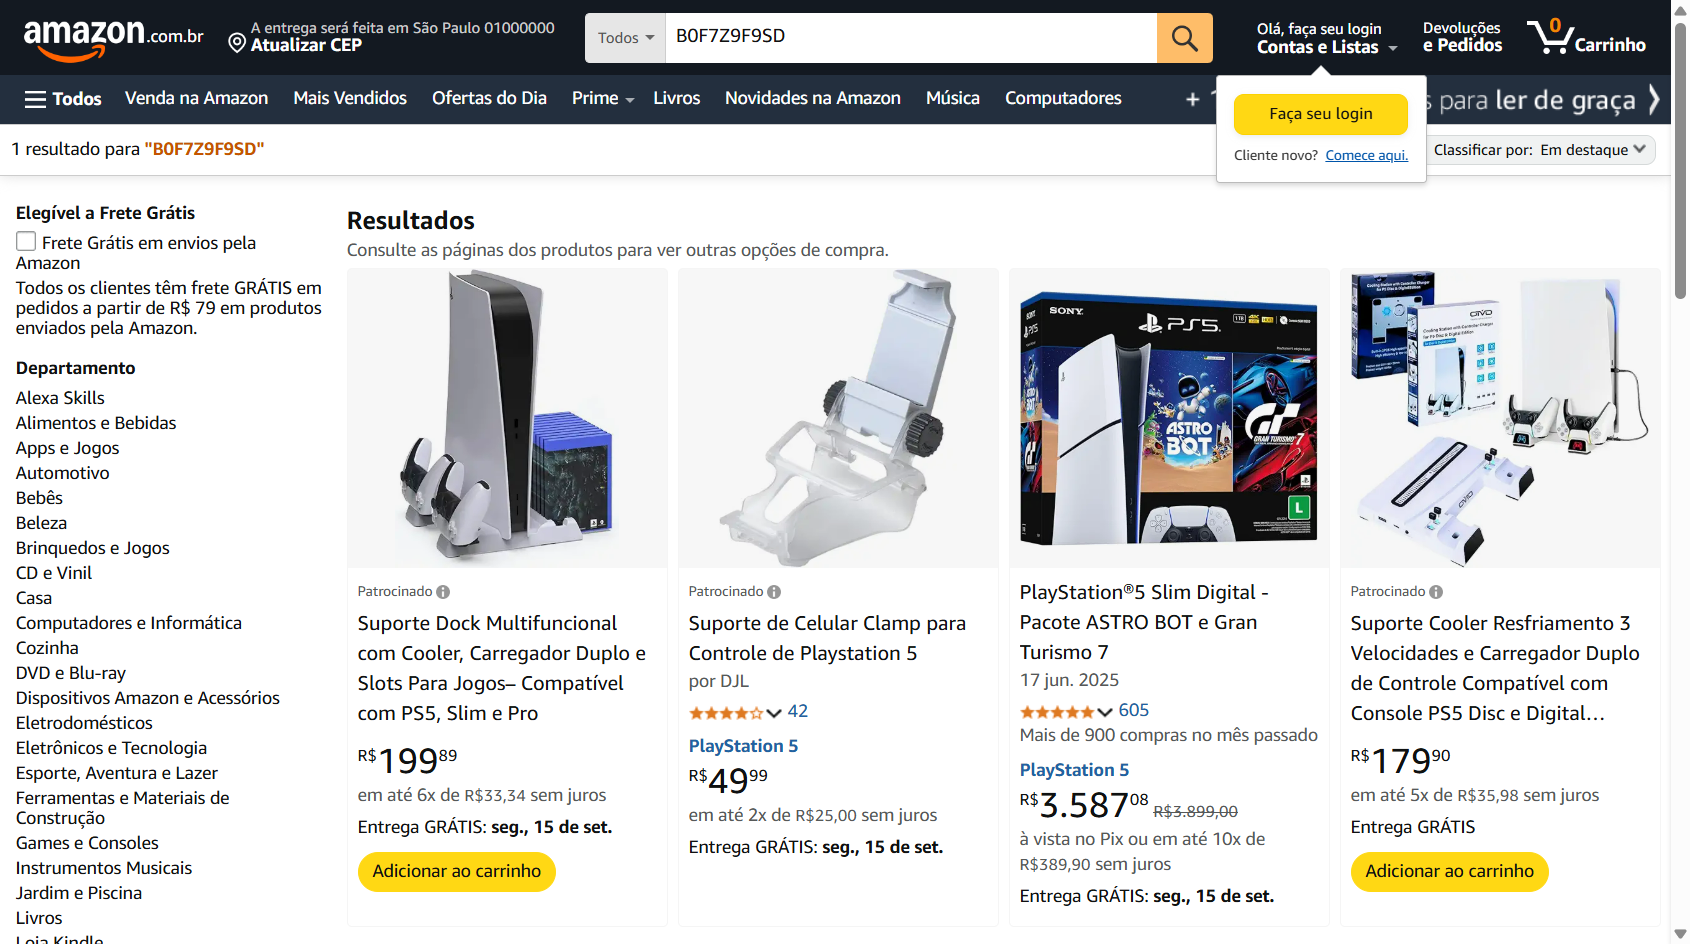 amazon.com.br
A entrega será feita em São Paulo 01000000
Atualizar CEP
Todos
B0F7Z9F9SD
Olá, faça seu login
Contas e Listas
Devoluções
e Pedidos
0
Carrinho
Todos
Venda na Amazon
Mais Vendidos
Ofertas do Dia
Prime
Livros
Novidades na Amazon
Música
Computadores
para ler de graça
Faça seu login
Cliente novo? Comece aqui.
1 resultado para "B0F7Z9F9SD"
Classificar por: Em destaque
Elegível a Frete Grátis
Frete Grátis em envios pela
Amazon
Todos os clientes têm frete GRÁTIS em
pedidos a partir de R$ 79 em produtos
enviados pela Amazon.
Departamento
Alexa Skills
Alimentos e Bebidas
Apps e Jogos
Automotivo
Bebês
Beleza
Brinquedos e Jogos
CD e Vinil
Casa
Computadores e Informática
Cozinha
DVD e Blu-ray
Dispositivos Amazon e Acessórios
Eletrodomésticos
Eletrônicos e Tecnologia
Esporte, Aventura e Lazer
Ferramentas e Materiais de
Construção
Games e Consoles
Instrumentos Musicais
Jardim e Piscina
Livros
Loja Kindle
Resultados
Consulte as páginas dos produtos para ver outras opções de compra.
Patrocinado
Suporte Dock Multifuncional
com Cooler, Carregador Duplo e
Slots Para Jogos– Compatível
com PS5, Slim e Pro
R$199 89
em até 6x de R$33,34 sem juros
Entrega GRÁTIS: seg., 15 de set.
Adicionar ao carrinho
Patrocinado
Suporte de Celular Clamp para
Controle de Playstation 5
por DJL
42
PlayStation 5
R$49 99
em até 2x de R$25,00 sem juros
Entrega GRÁTIS: seg., 15 de set.
SONY
PS5
ASTRO
BOT
GT
GRAN TURISMO 7
L
PlayStation®5 Slim Digital -
Pacote ASTRO BOT e Gran
Turismo 7
17 jun. 2025
605
Mais de 900 compras no mês passado
PlayStation 5
R$3.587 08 R$3.899,00
à vista no Pix ou em até 10x de
R$389,90 sem juros
Entrega GRÁTIS: seg., 15 de set.
Cooling Station with Controller Charger
OIVO
Cooling Station with Controller Charger
OIVO
Patrocinado
Suporte Cooler Resfriamento 3
Velocidades e Carregador Duplo
de Controle Compatível com
Console PS5 Disc e Digital…
R$179 90
em até 5x de R$35,98 sem juros
Entrega GRÁTIS
Adicionar ao carrinho